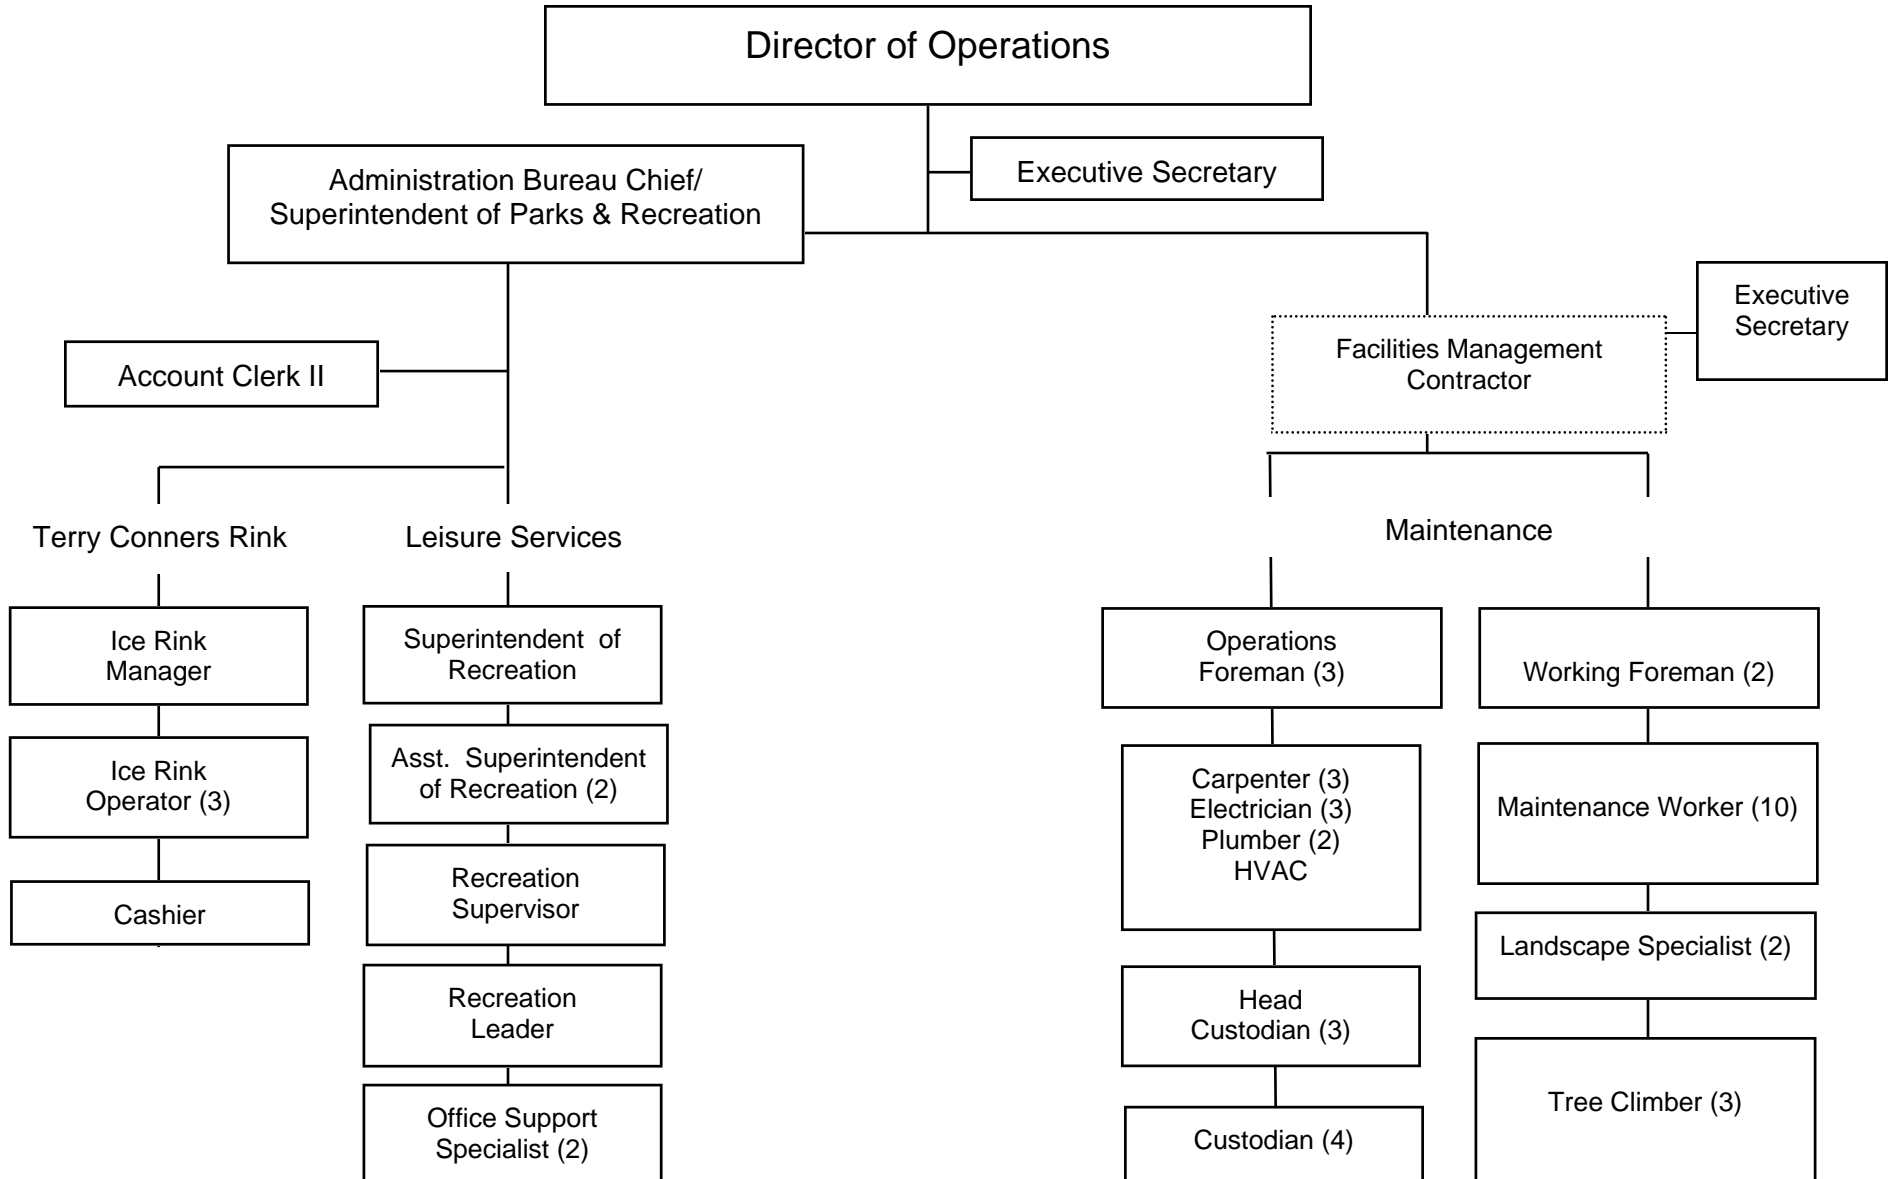 Director of Operations
Administration Bureau Chief/
Superintendent of Parks & Recreation
Executive Secretary
Executive
Secretary
Facilities Management
Contractor
Account Clerk II
Terry Conners Rink
Leisure Services
Maintenance
Ice Rink
Manager
Ice Rink
Operator (3)
Cashier
Superintendent of
Recreation
Asst. Superintendent
of Recreation (2)
Recreation
Supervisor
Recreation
Leader
Office Support
Specialist (2)
Operations
Foreman (3)
Carpenter (3)
Electrician (3)
Plumber (2)
HVAC
Head
Custodian (3)
Custodian (4)
Working Foreman (2)
Maintenance Worker (10)
Landscape Specialist (2)
Tree Climber (3)